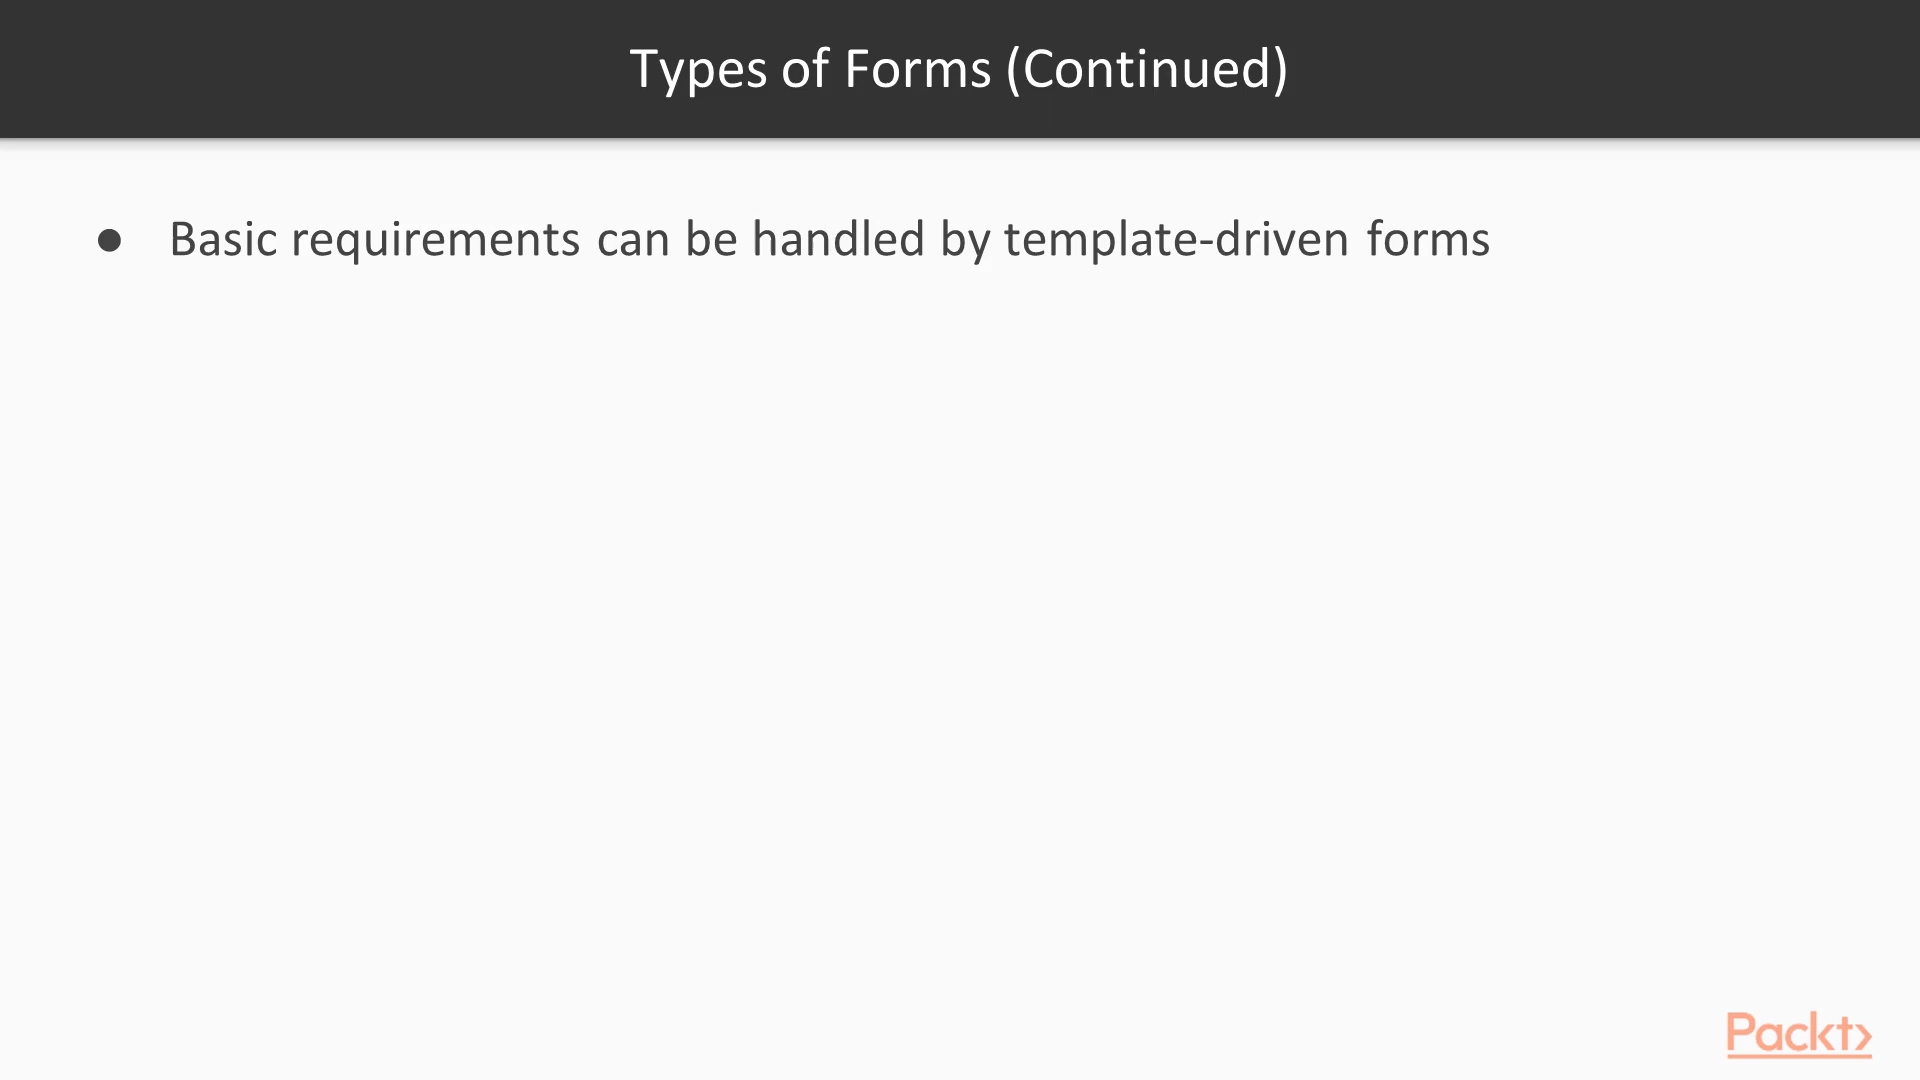 Types of Forms (Continued)
● Basic requirements can be handled by template-driven forms
Packt>